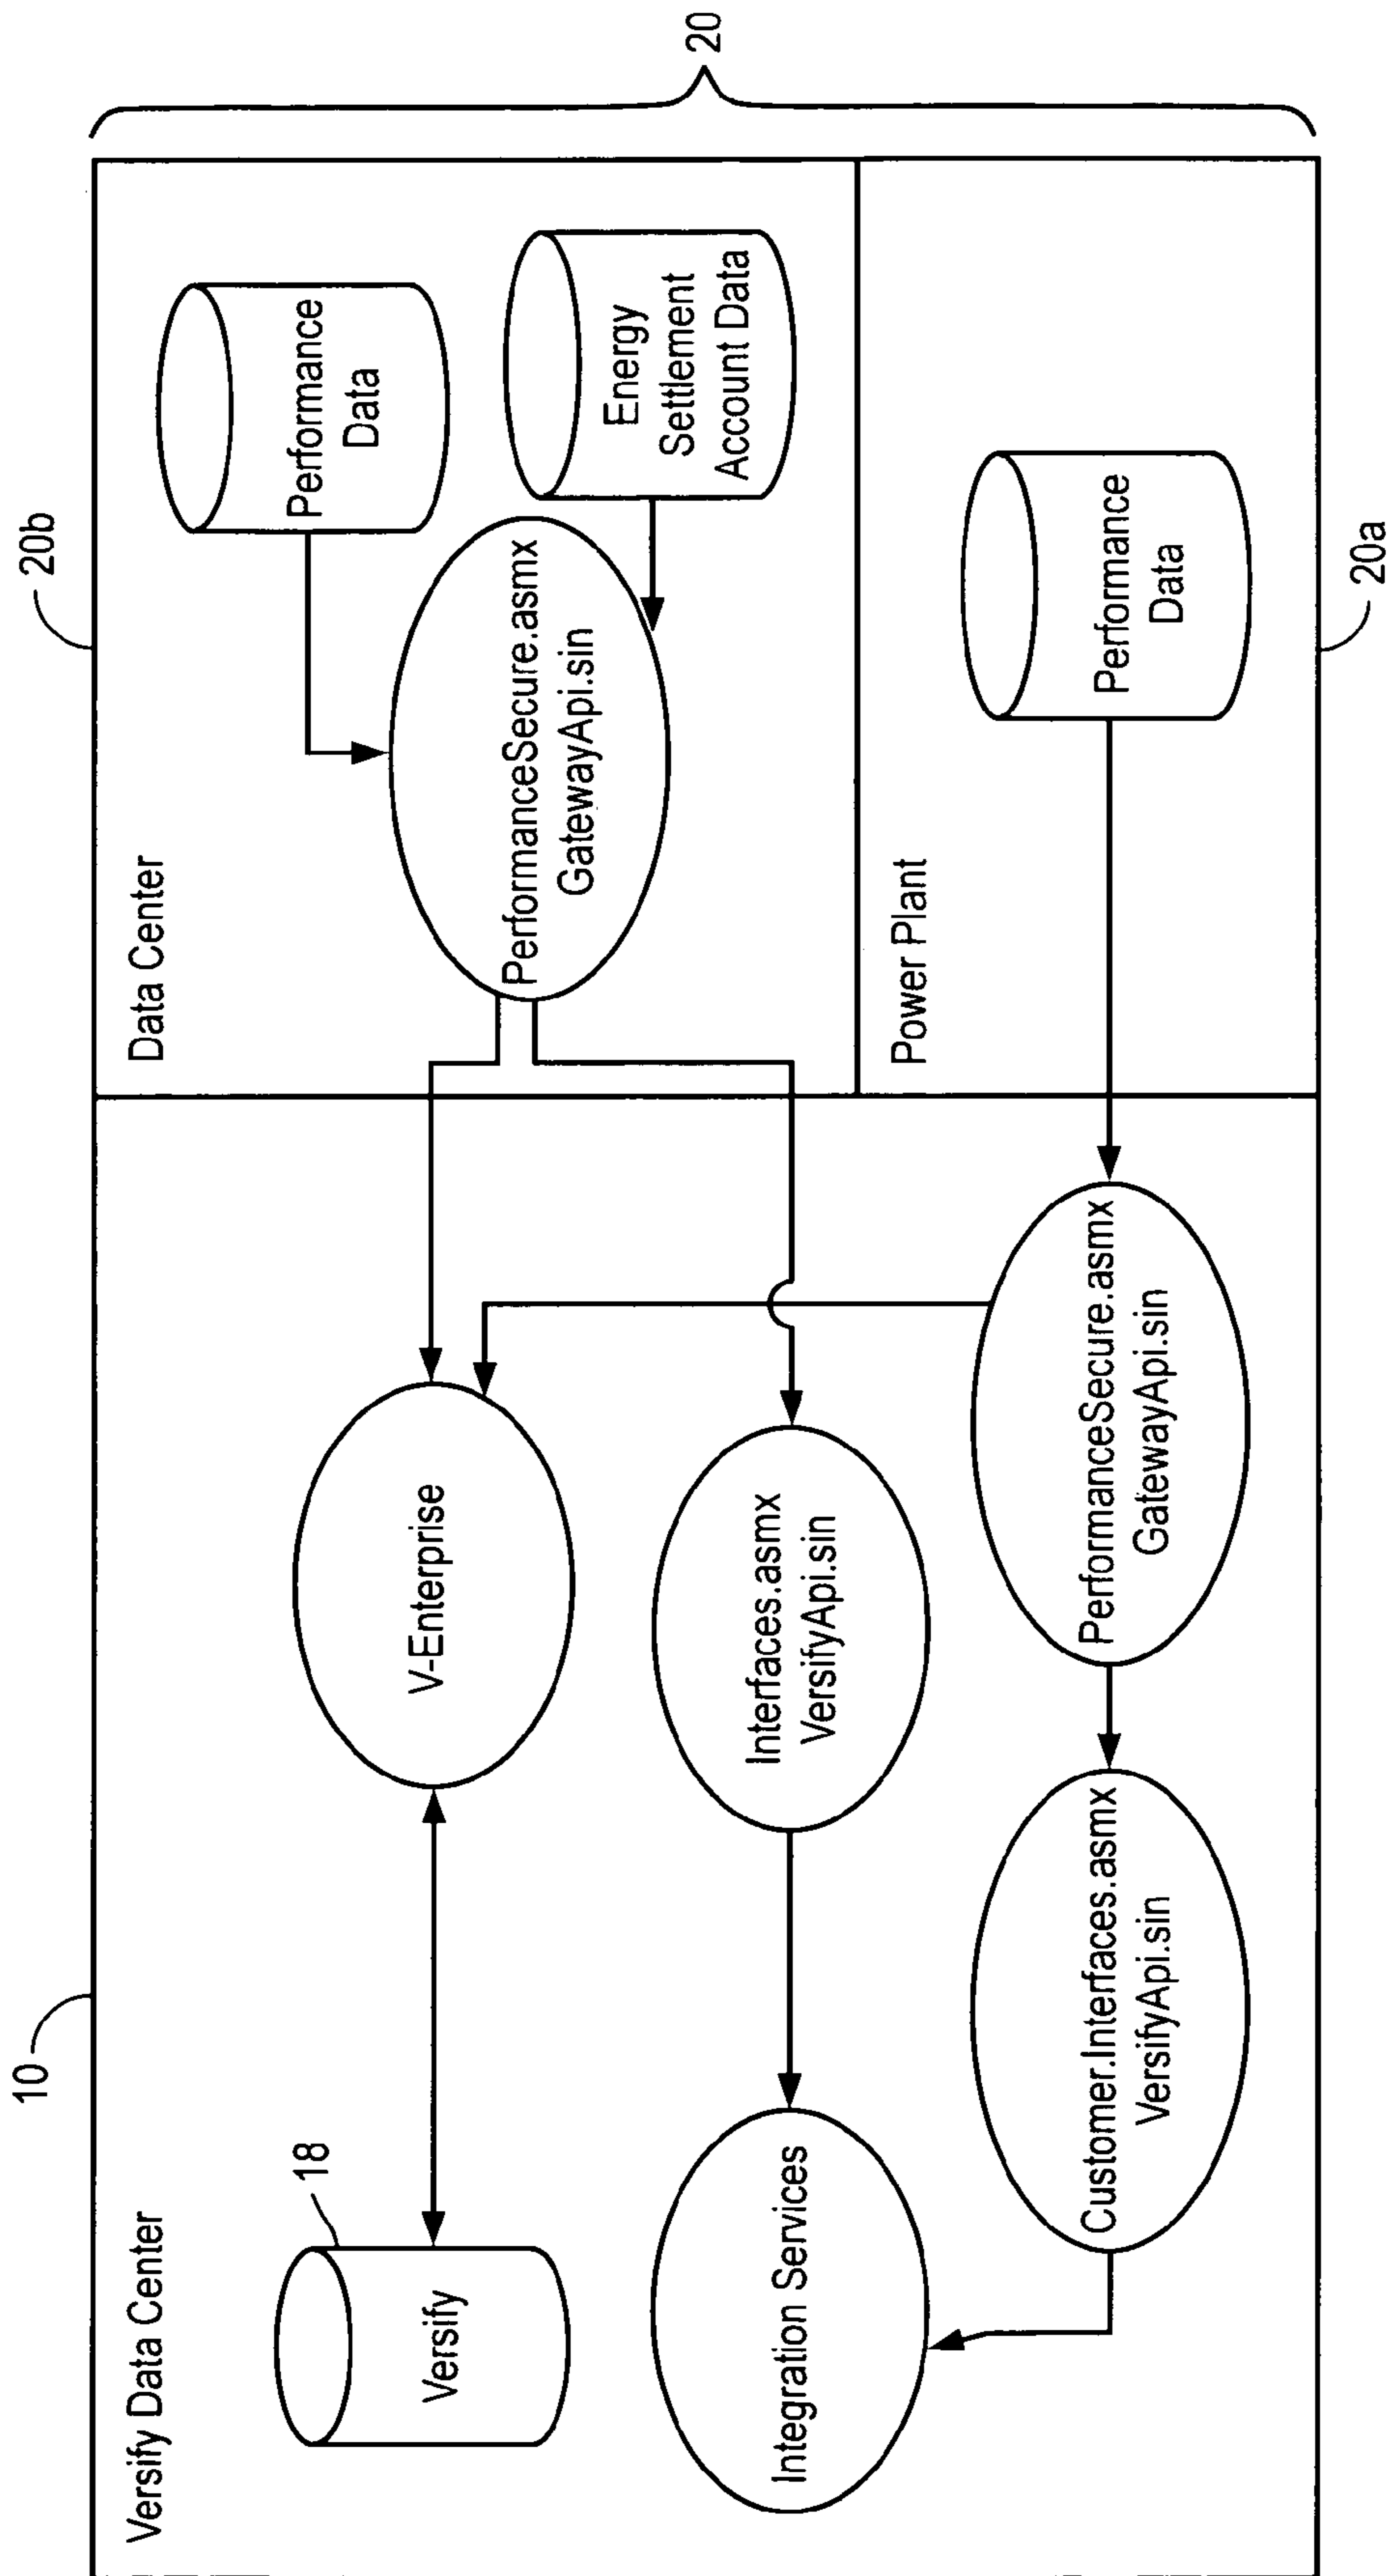 10
20b
20
Versify Data Center
18
Versify
V-Enterprise
Integration Services
Interfaces.asmx
VersifyApi.sin
Customer.Interfaces.asmx
VersifyApi.sin
PerformanceSecure.asmx
GatewayApi.sin
Data Center
Performance
Data
PerformanceSecure.asmx
GatewayApi.sin
Energy
Settlement
Account Data
Power Plant
Performance
Data
20a